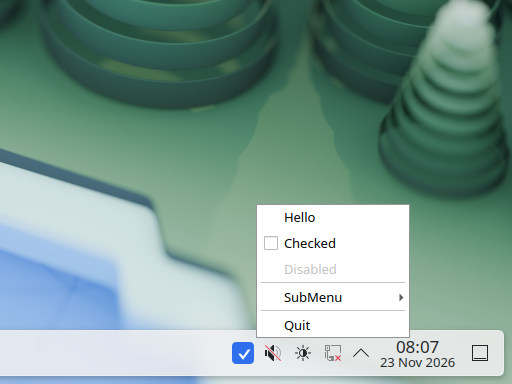 Hello
Checked
Disabled
SubMenu
Quit
08:07
23 Nov 2026